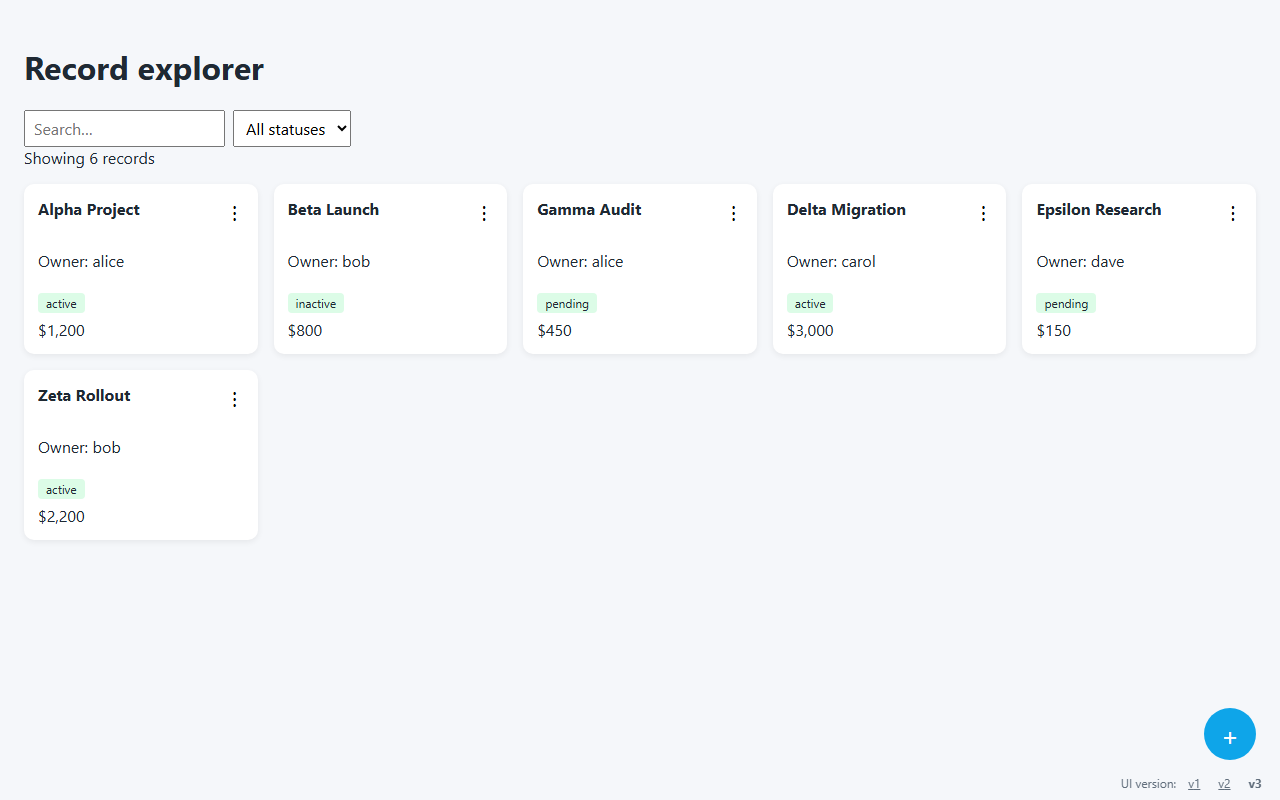 Record explorer
Search... All statuses
Showing 6 records
Alpha Project ⋮ Beta Launch ⋮ Gamma Audit ⋮ Delta Migration ⋮ Epsilon Research ⋮
Owner: alice Owner: bob Owner: alice Owner: carol Owner: dave
active inactive pending active pending
$1,200 $800 $450 $3,000 $150
Zeta Rollout ⋮
Owner: bob
active
$2,200
+
UI version: v1 v2 v3